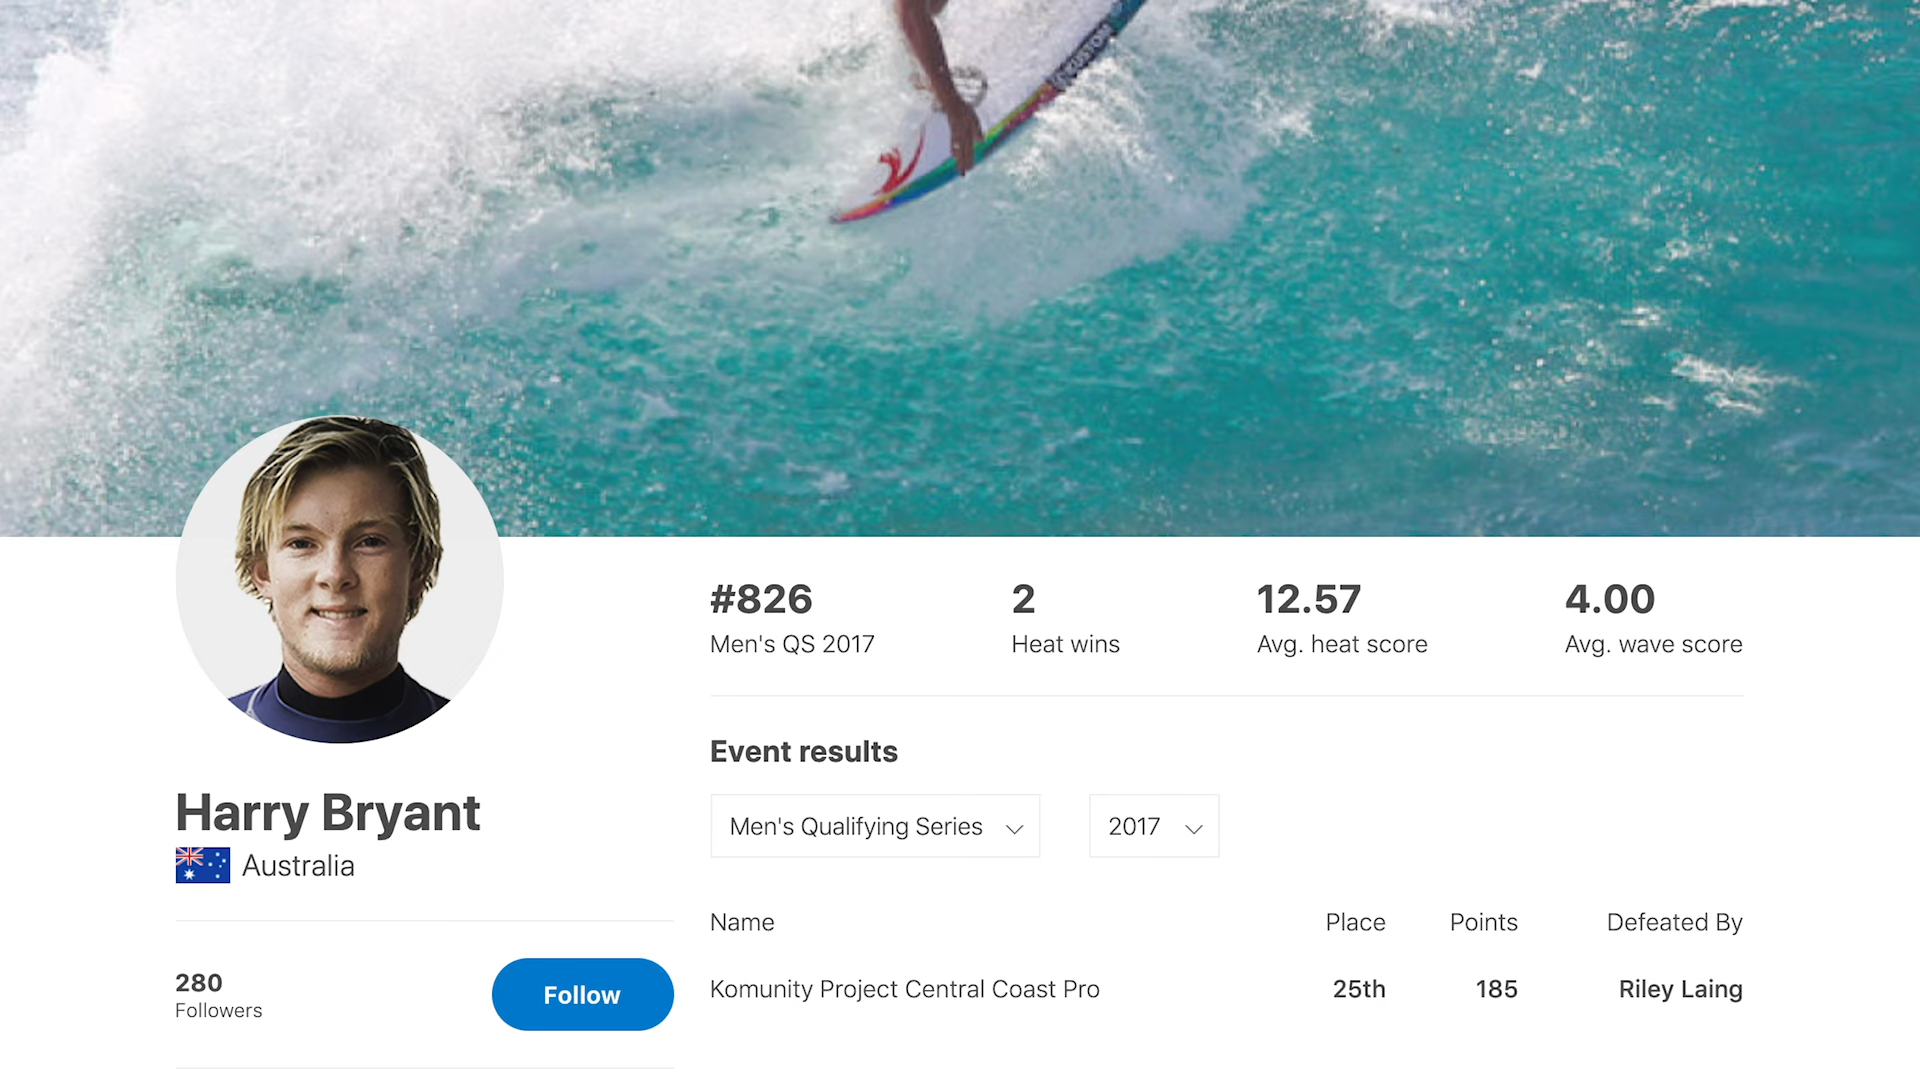 KUSTOM
#826
Men's QS 2017
2
Heat wins
12.57
Avg. heat score
4.00
Avg. wave score
Event results
Men's Qualifying Series
2017
Harry Bryant
Australia
280
Followers
Follow
Name Place Points Defeated By
Komunity Project Central Coast Pro 25th 185 Riley Laing